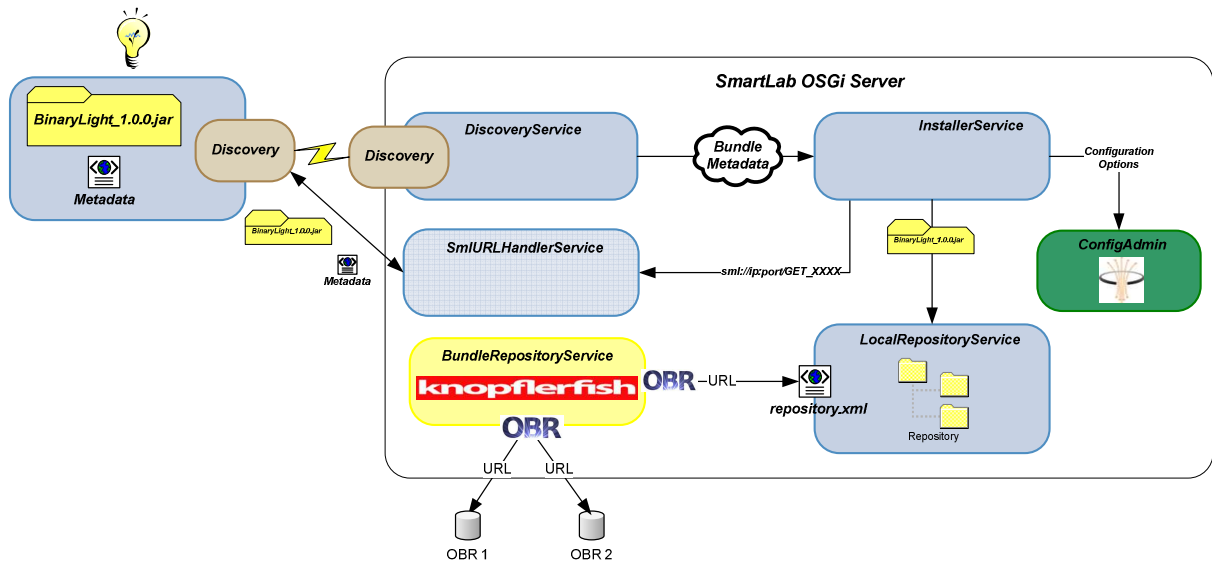 SmartLab OSGi Server
BinaryLight_1.0.0.jar
Metadata
Discovery
Discovery
DiscoveryService
Bundle
Metadata
InstallerService
Configuration
Options
BinaryLight_1.0.0.jar
Metadata
SmlURLHandlerService
sml://ip:port/GET_XXXX
BinaryLight_1.0.0.jar
ConfigAdmin
BundleRepositoryService
knopflerfish
OBR
URL
repository.xml
LocalRepositoryService
Repository
OBR
URL
URL
OBR 1
OBR 2